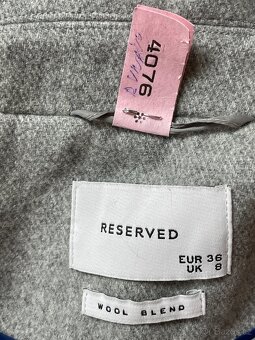 4076
RESERVED
EUR 36
UK 8
WOOL BLEND